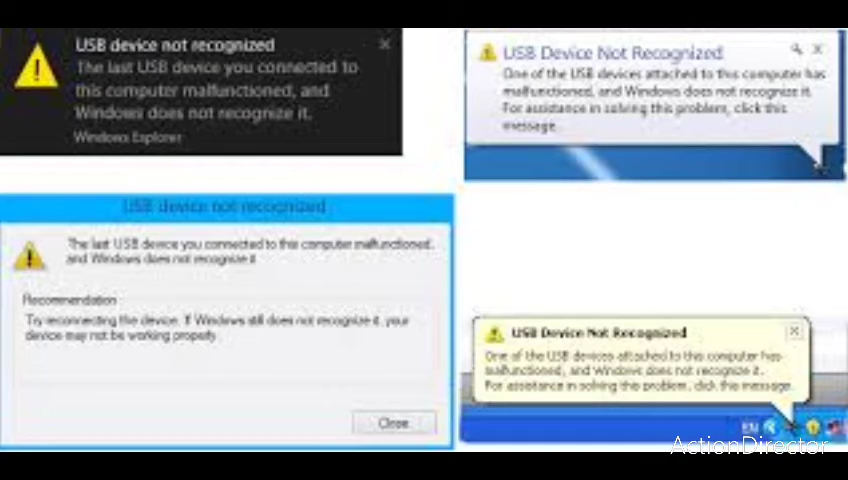 USB device not recognized
The last USB device you connected to
this computer malfunctioned, and
Windows does not recognize it.
Windows Explorer
USB Device Not Recognized
One of the USB devices attached to this computer has
malfunctioned, and Windows does not recognize it.
For assistance in solving this problem, click this
message.
USB device not recognized
The last USB device you connected to this computer malfunctioned,
and Windows does not recognize it
Recommendation
Try reconnecting the device. If Windows still does not recognize it, your
device may not be working properly
Close
USB Device Not Recognized
One of the USB devices attached to this computer has
malfunctioned, and Windows does not recognize it.
For assistance in solving this problem, click this message.
EN
ActionDirector